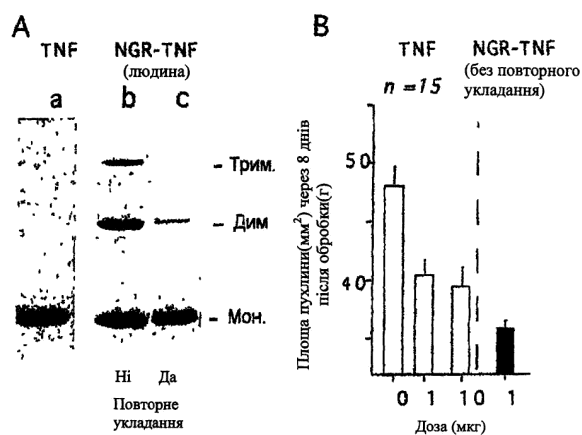 A
TNF NGR-TNF
(людина)
a b c
- Трим.
- Дим
- Мон.
Ні Да
Повторне
укладання
B
TNF NGR-TNF
(без повторного
укладання)
n =15
Площа пухлини(мм²) через 8 днів
після обробки(г)
50
40
0 1 10 0 1
Доза (мкг)